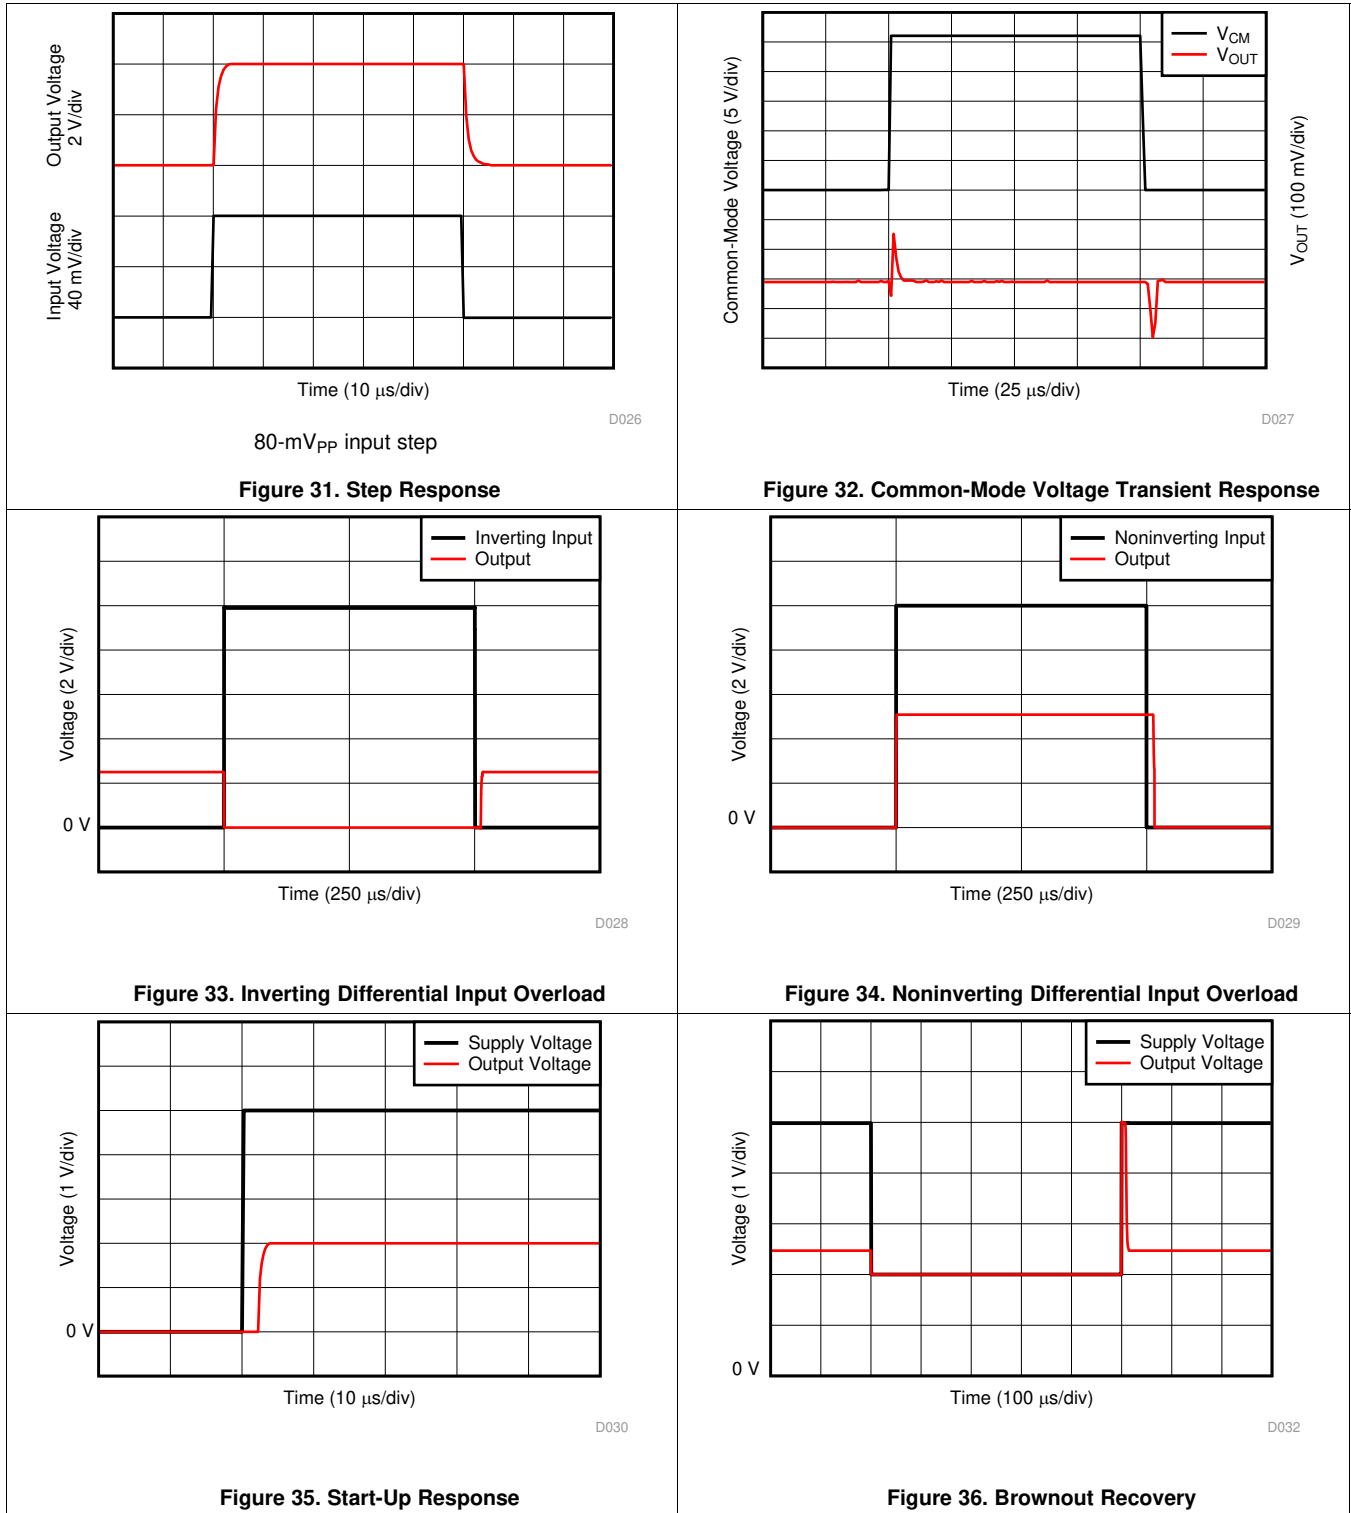 Output Voltage
2 V/div
Input Voltage
40 mV/div
Time (10 μs/div)
D026
80-mVPP input step
Figure 31. Step Response
VCM
VOUT
Common-Mode Voltage (5 V/div)
VOUT (100 mV/div)
Time (25 μs/div)
D027
Figure 32. Common-Mode Voltage Transient Response
Inverting Input
Output
Voltage (2 V/div)
0 V
Time (250 μs/div)
D028
Figure 33. Inverting Differential Input Overload
Noninverting Input
Output
Voltage (2 V/div)
0 V
Time (250 μs/div)
D029
Figure 34. Noninverting Differential Input Overload
Supply Voltage
Output Voltage
Voltage (1 V/div)
0 V
Time (10 μs/div)
D030
Figure 35. Start-Up Response
Supply Voltage
Output Voltage
Voltage (1 V/div)
0 V
Time (100 μs/div)
D032
Figure 36. Brownout Recovery